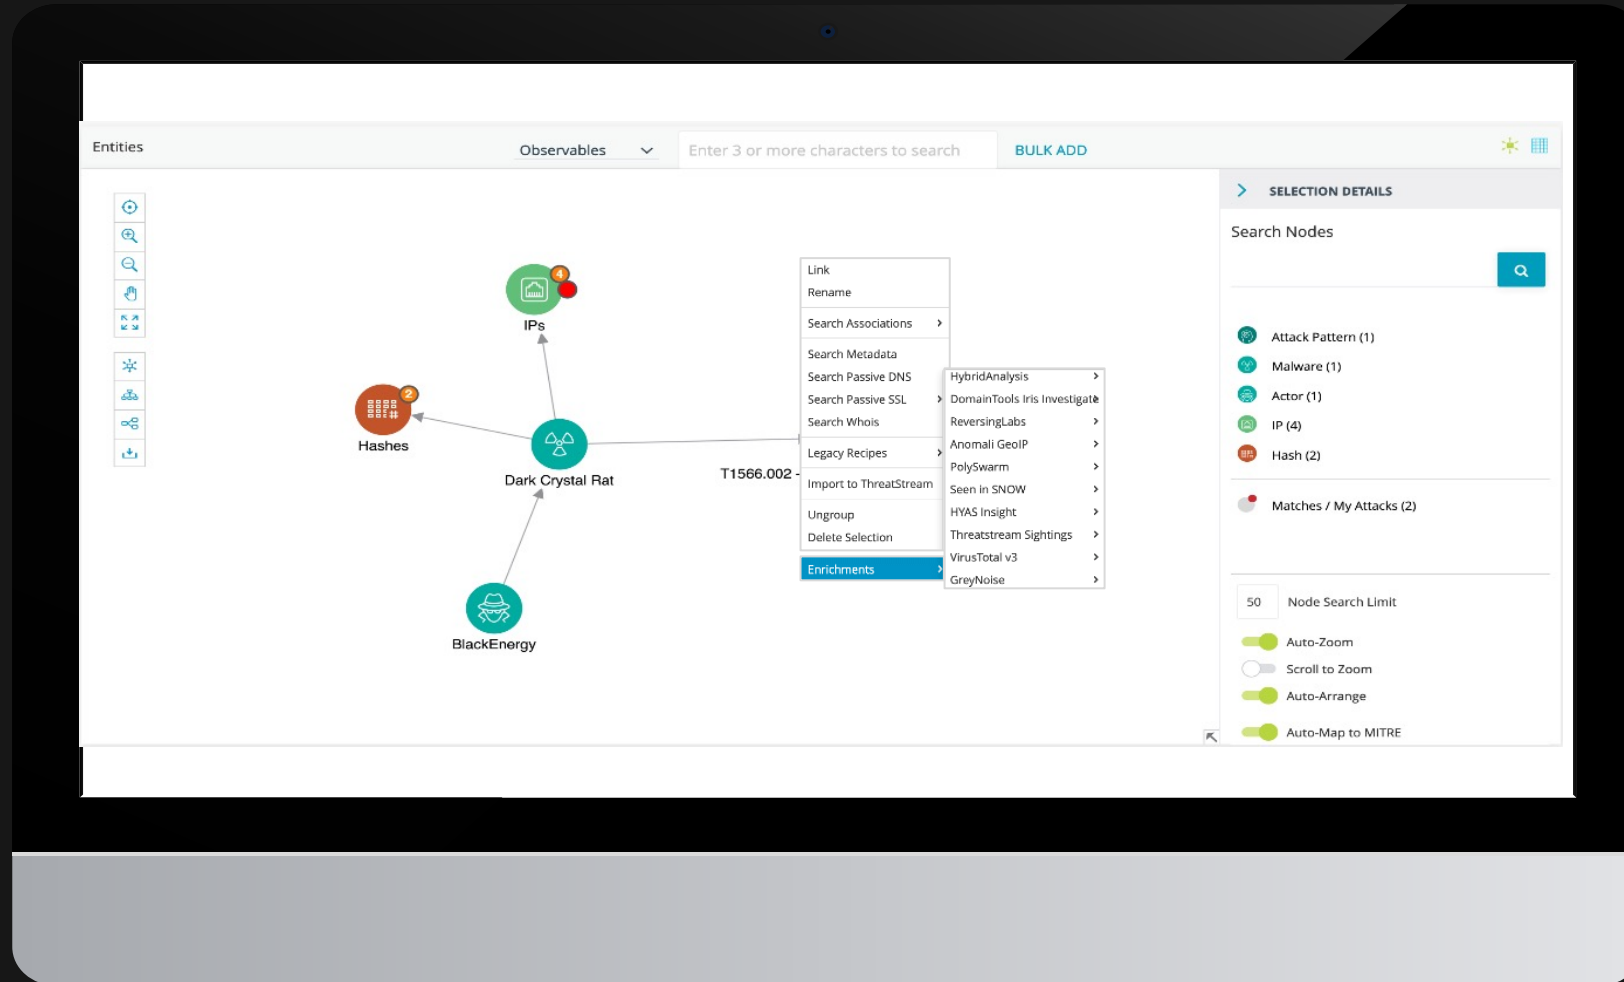 Entities
Observables
Enter 3 or more characters to search
BULK ADD
SELECTION DETAILS
Search Nodes
Attack Pattern (1)
Malware (1)
Actor (1)
IP (4)
Hash (2)
Matches / My Attacks (2)
50 Node Search Limit
Auto-Zoom
Scroll to Zoom
Auto-Arrange
Auto-Map to MITRE
4
IPs
2
Hashes
Dark Crystal Rat
BlackEnergy
T1566.002 -
Link
Rename
Search Associations
Search Metadata
Search Passive DNS
Search Passive SSL
Search Whois
Legacy Recipes
Import to ThreatStream
Ungroup
Delete Selection
Enrichments
HybridAnalysis
DomainTools Iris Investigate
ReversingLabs
Anomali GeoIP
PolySwarm
Seen in SNOW
HYAS Insight
Threatstream Sightings
VirusTotal v3
GreyNoise